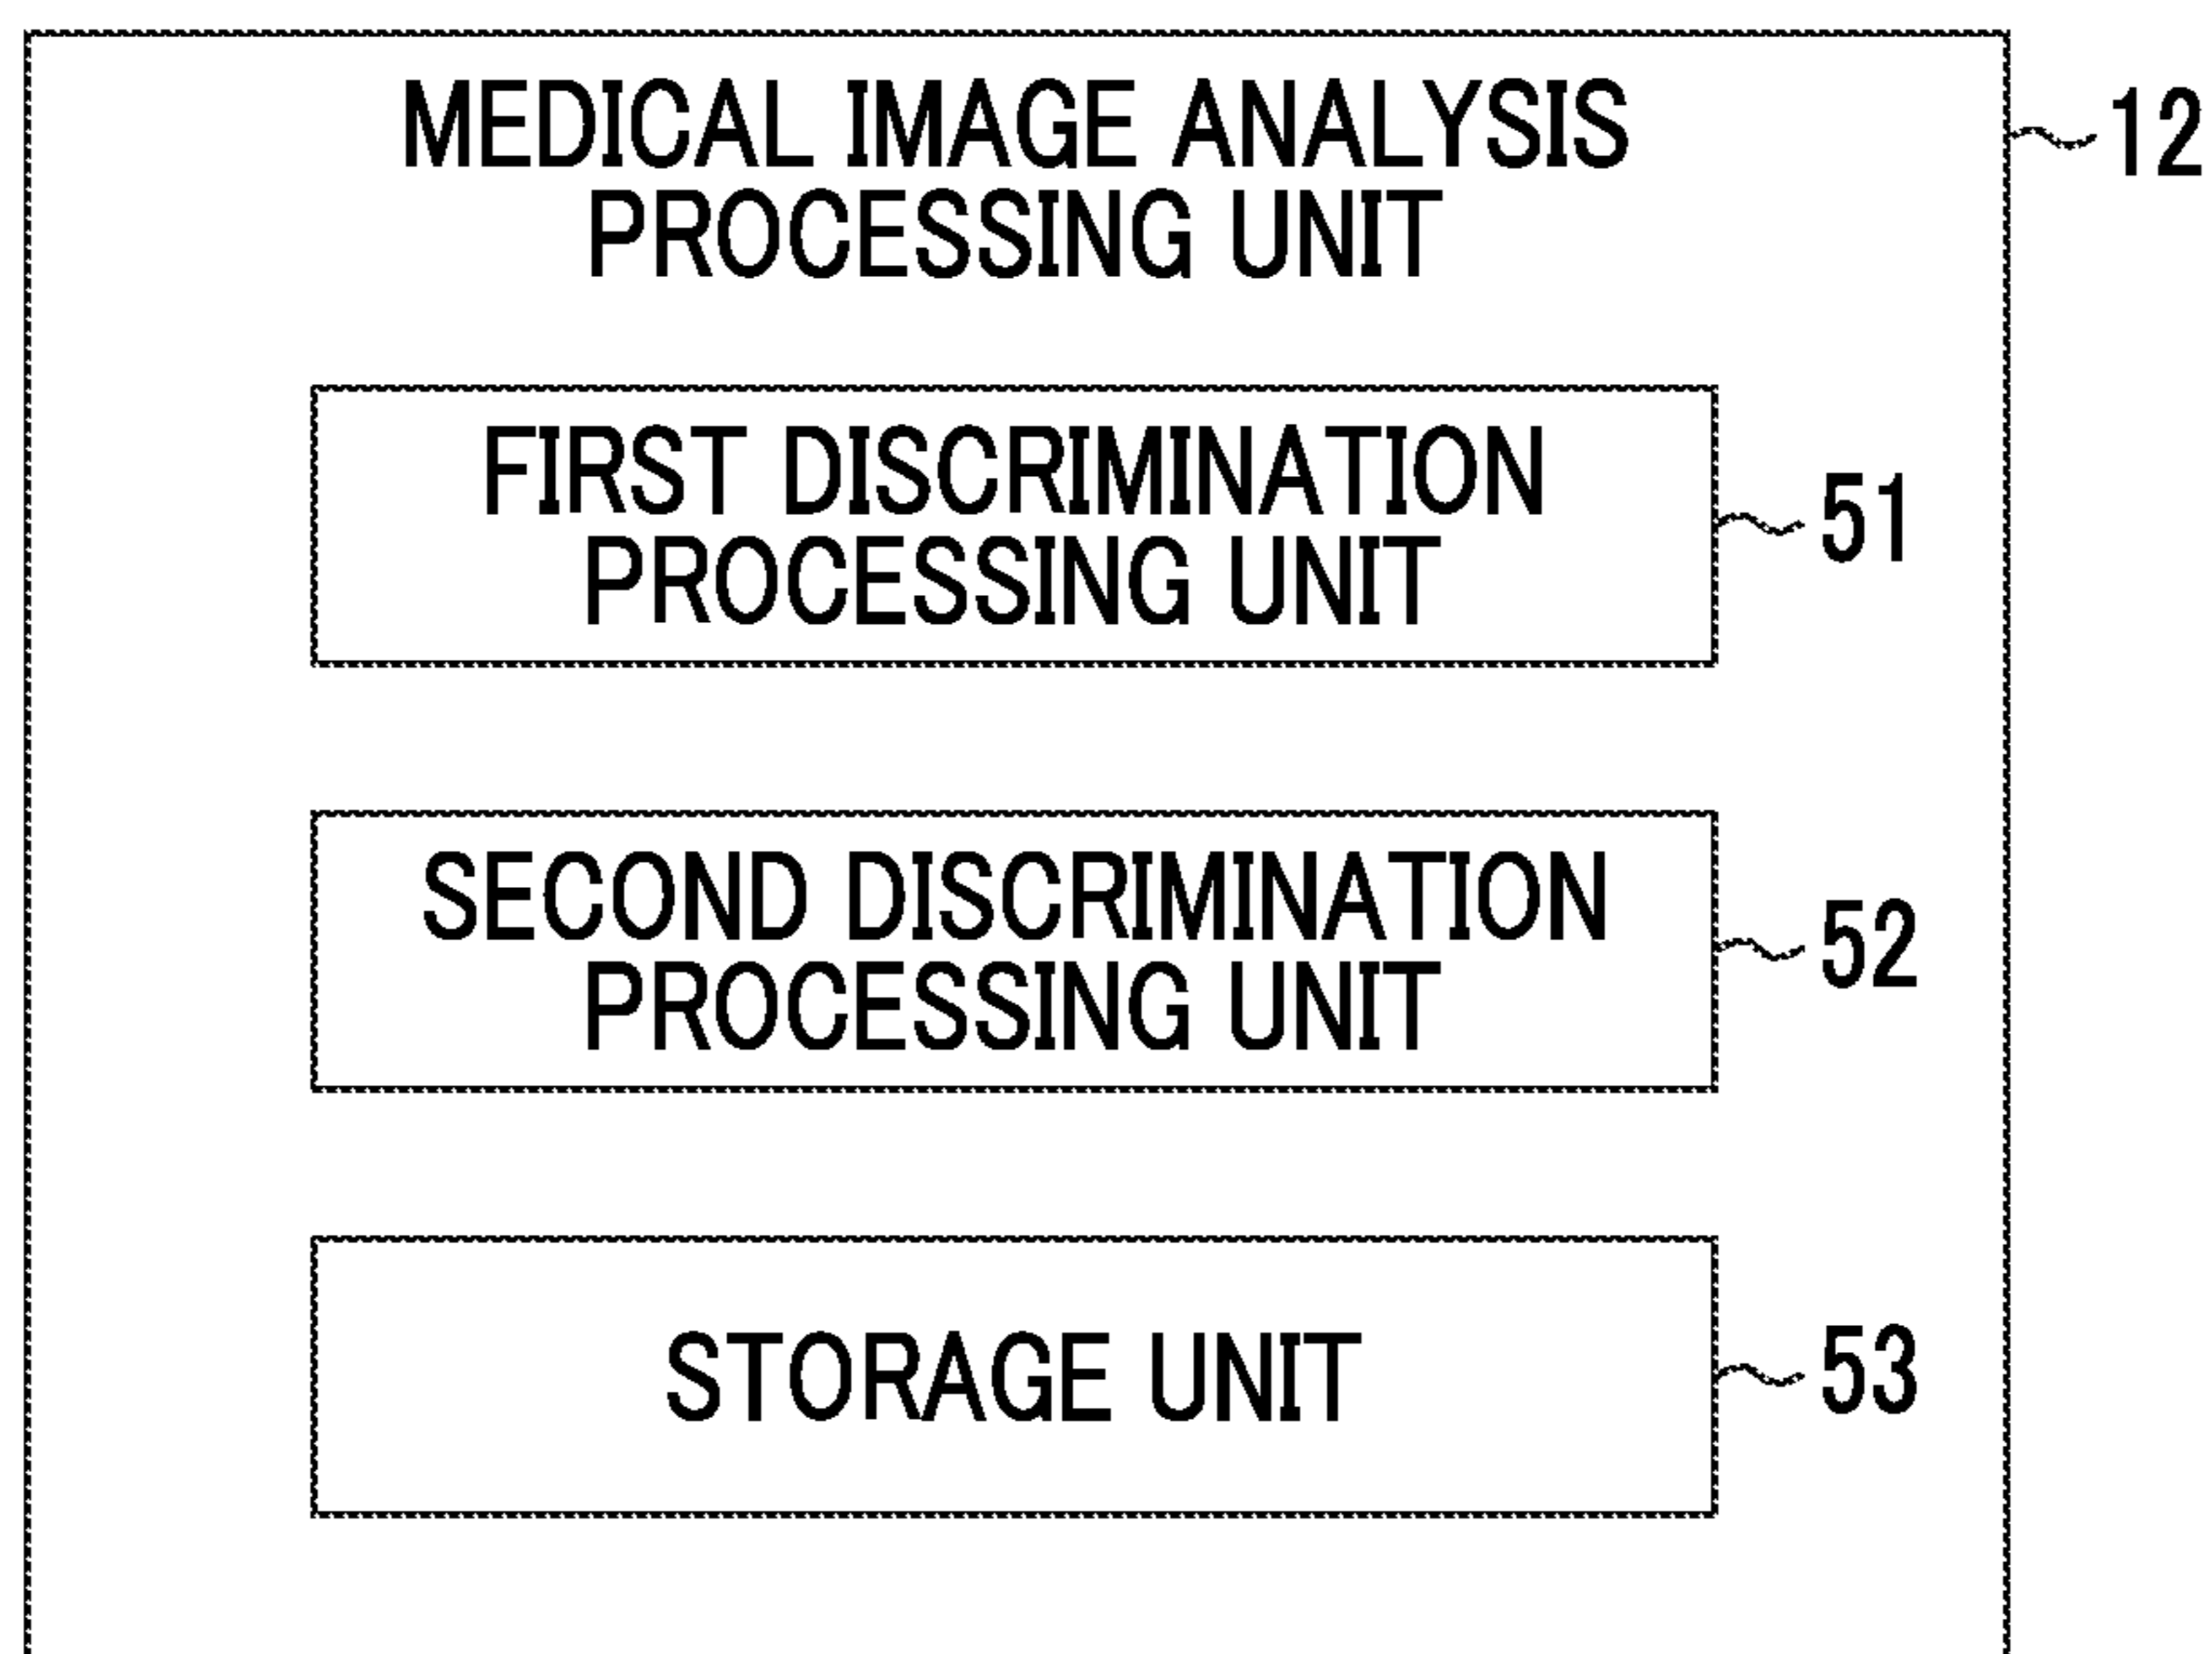 MEDICAL IMAGE ANALYSIS
PROCESSING UNIT
12
FIRST DISCRIMINATION
PROCESSING UNIT
51
SECOND DISCRIMINATION
PROCESSING UNIT
52
STORAGE UNIT
53